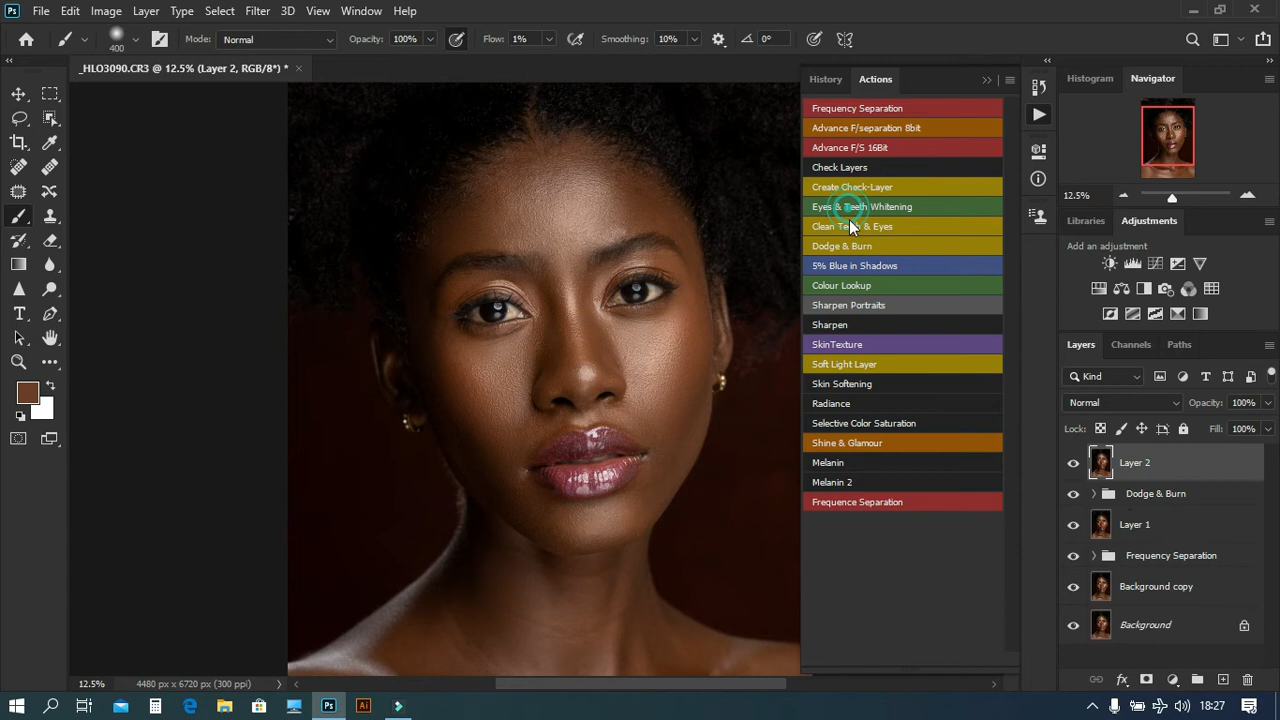 Ps File Edit Image Layer Type Select Filter 3D View Window Help
400 Mode: Normal Opacity: 100% Flow: 1% Smoothing: 10% 0°
_HLO3090.CR3 @ 12.5% (Layer 2, RGB/8*) *
History Actions
Frequency Separation
Advance F/separation 8bit
Advance F/S 16Bit
Check Layers
Create Check-Layer
Eyes & Teeth Whitening
Clean Teeth & Eyes
Dodge & Burn
5% Blue in Shadows
Colour Lookup
Sharpen Portraits
Sharpen
SkinTexture
Soft Light Layer
Skin Softening
Radiance
Selective Color Saturation
Shine & Glamour
Melanin
Melanin 2
Frequence Separation
Histogram Navigator
12.5%
Libraries Adjustments
Add an adjustment
Layers Channels Paths
Kind
Normal Opacity: 100%
Lock: Fill: 100%
Layer 2
Dodge & Burn
Layer 1
Frequency Separation
Background copy
Background
12.5% 4480 px x 6720 px (300 ppi)
Ps Ai 18:27